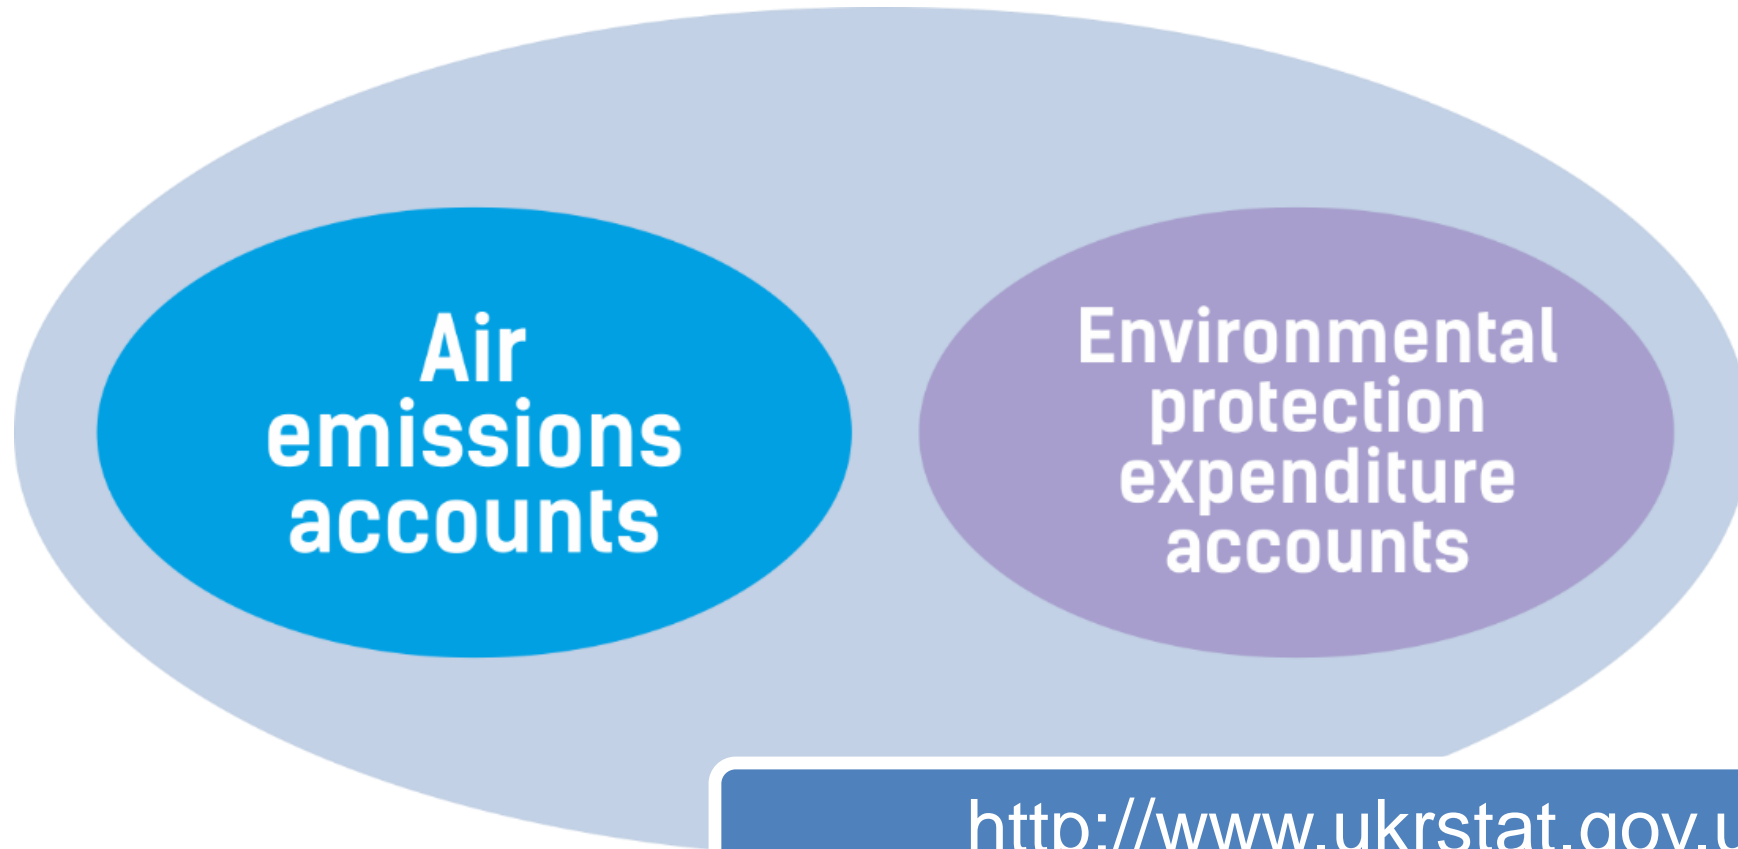 Air
emissions
accounts
Environmental
protection
expenditure
accounts
http://www.ukrstat.gov.u